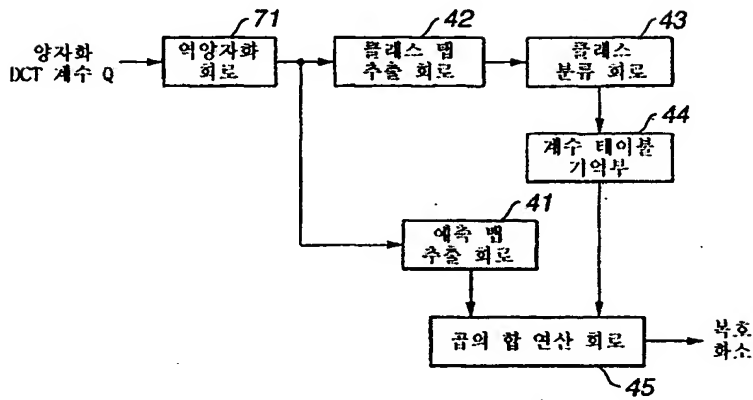 양자화
DCT 계수 Q
71
역양자화
회로
42
클래스 탭
추출 회로
43
클래스
분류 회로
44
계수 테이블
기억부
41
예측 탭
추출 회로
곱의 합 연산 회로
45
복호
화소